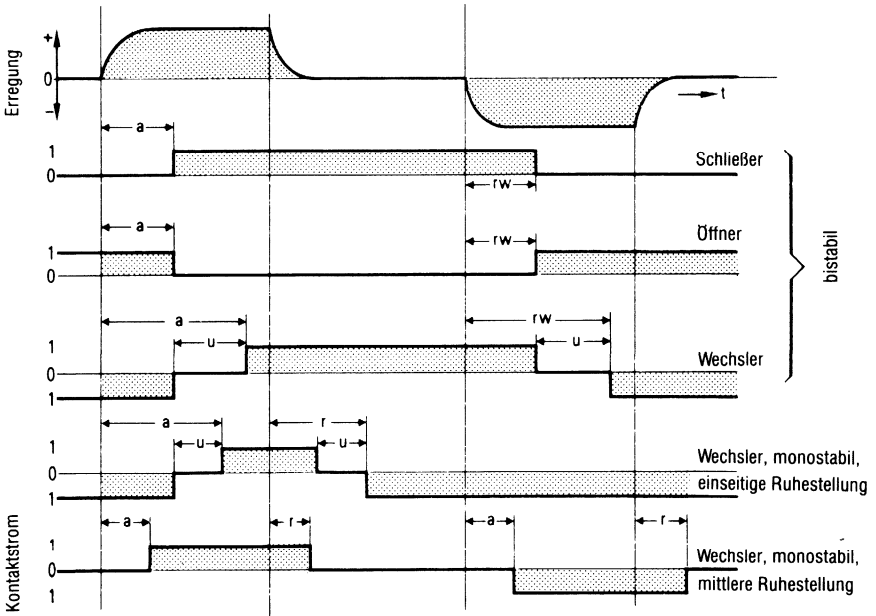 Erregung
+
0
−
t
a
1
0
rw
Schließer
a
rw
1
0
Öffner
bistabil
a
rw
u
u
1
0
1
Wechsler
a
r
u
u
1
0
1
Wechsler, monostabil,
einseitige Ruhestellung
Kontaktstrom
a
r
a
r
1
0
1
Wechsler, monostabil,
mittlere Ruhestellung